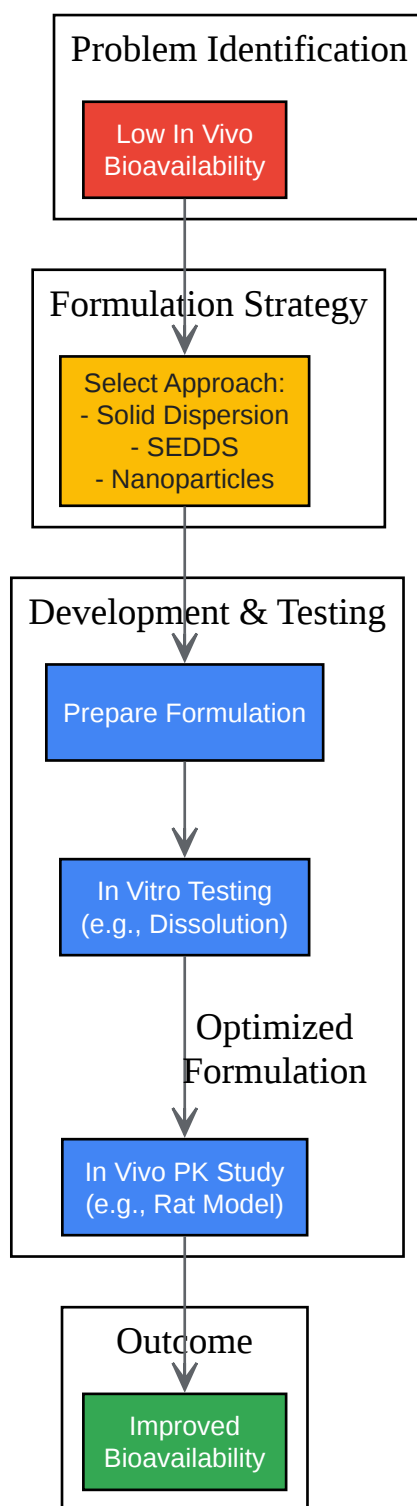 Problem Identification
Low In Vivo
Bioavailability
Formulation Strategy
Select Approach:
- Solid Dispersion
- SEDDS
- Nanoparticles
Development & Testing
Prepare Formulation
In Vitro Testing
(e.g., Dissolution)
Optimized
Formulation
In Vivo PK Study
(e.g., Rat Model)
Outcome
Improved
Bioavailability